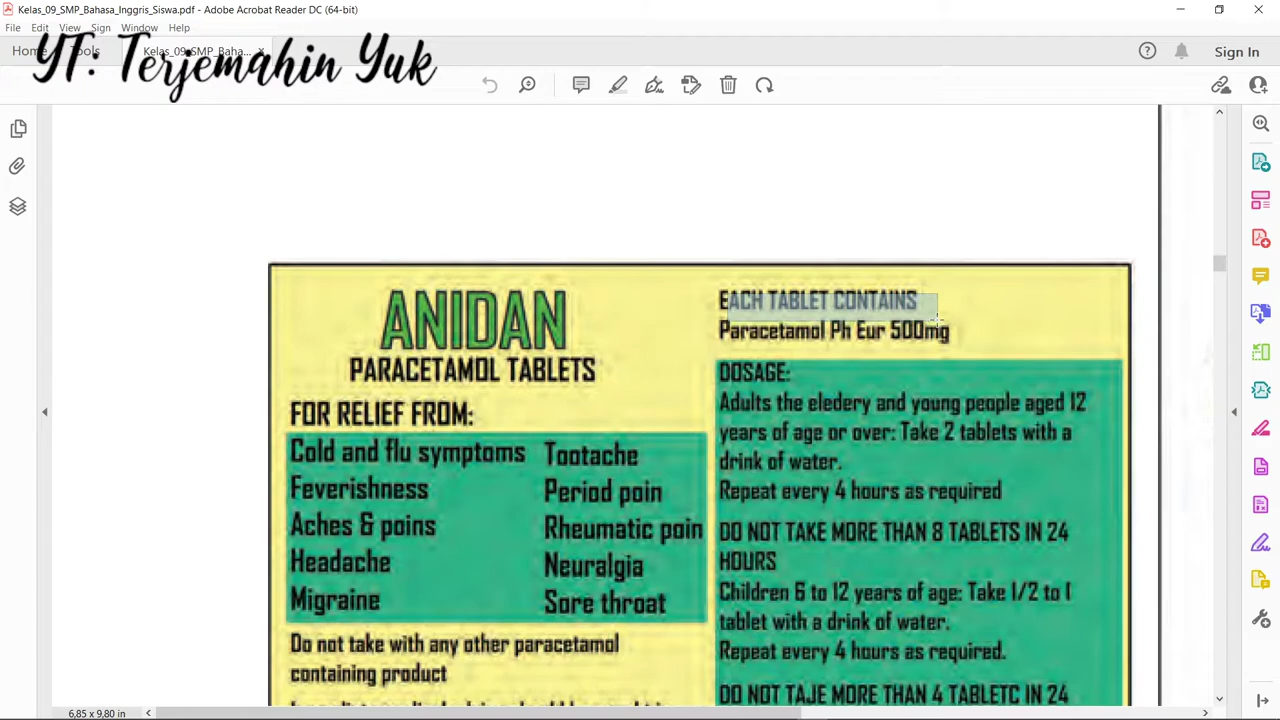 Kelas_09_SMP_Bahasa_Inggris_Siswa.pdf - Adobe Acrobat Reader DC (64-bit)
File Edit View Sign Window Help
Home Tools Kelas_09_SMP_Baha... × Sign In
YT: Terjemahin Yuk
ANIDAN
PARACETAMOL TABLETS
FOR RELIEF FROM:
Cold and flu symptoms
Feverishness
Aches & poins
Headache
Migraine
Tootache
Period poin
Rheumatic poin
Neuralgia
Sore throat
Do not take with any other paracetamol
containing product
EACH TABLET CONTAINS
Paracetamol Ph Eur 500mg
DOSAGE:
Adults the eledery and young people aged 12
years of age or over: Take 2 tablets with a
drink of water.
Repeat every 4 hours as required
DO NOT TAKE MORE THAN 8 TABLETS IN 24
HOURS
Children 6 to 12 years of age: Take 1/2 to 1
tablet with a drink of water.
Repeat every 4 hours as required.
DO NOT TAJE MORE THAN 4 TABLETC IN 24
6,85 x 9,80 in